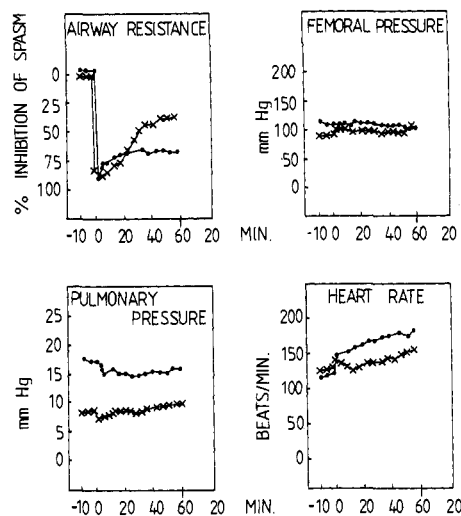 AIRWAY RESISTANCE
% INHIBITION OF SPASM
0
25
50
75
100
-10 0 20 40 60 20 MIN.
FEMORAL PRESSURE
mm Hg
200
150
100
50
0
-10 0 20 40 60 20
PULMONARY
PRESSURE
mm Hg
25
20
15
10
5
0
-10 0 20 40 60 20 MIN.
HEART RATE
BEATS/MIN.
200
150
100
50
0
-10 0 20 40 60 20